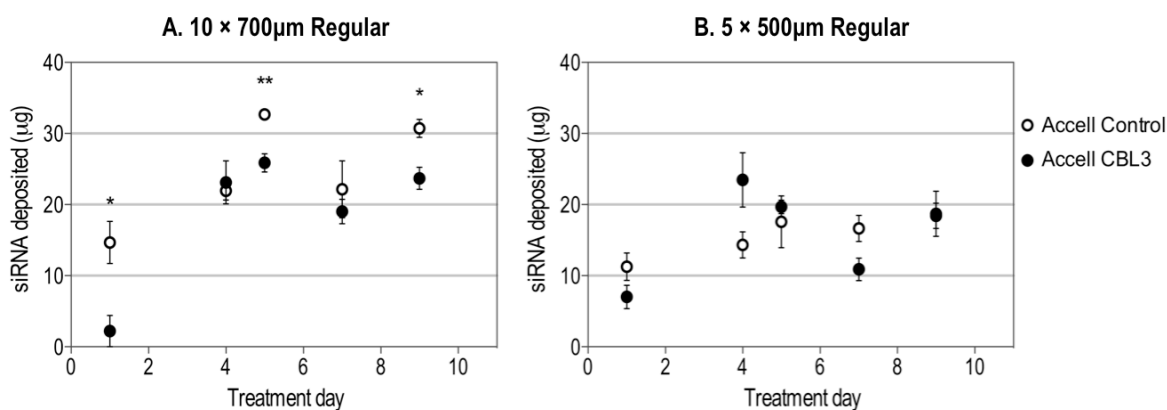 A. 10 × 700µm Regular
siRNA deposited (µg)
40
30
20
10
0
*
**
*
0 2 4 6 8 10
Treatment day
B. 5 × 500µm Regular
siRNA deposited (µg)
40
30
20
10
0
0 2 4 6 8 10
Treatment day
Accell Control
Accell CBL3